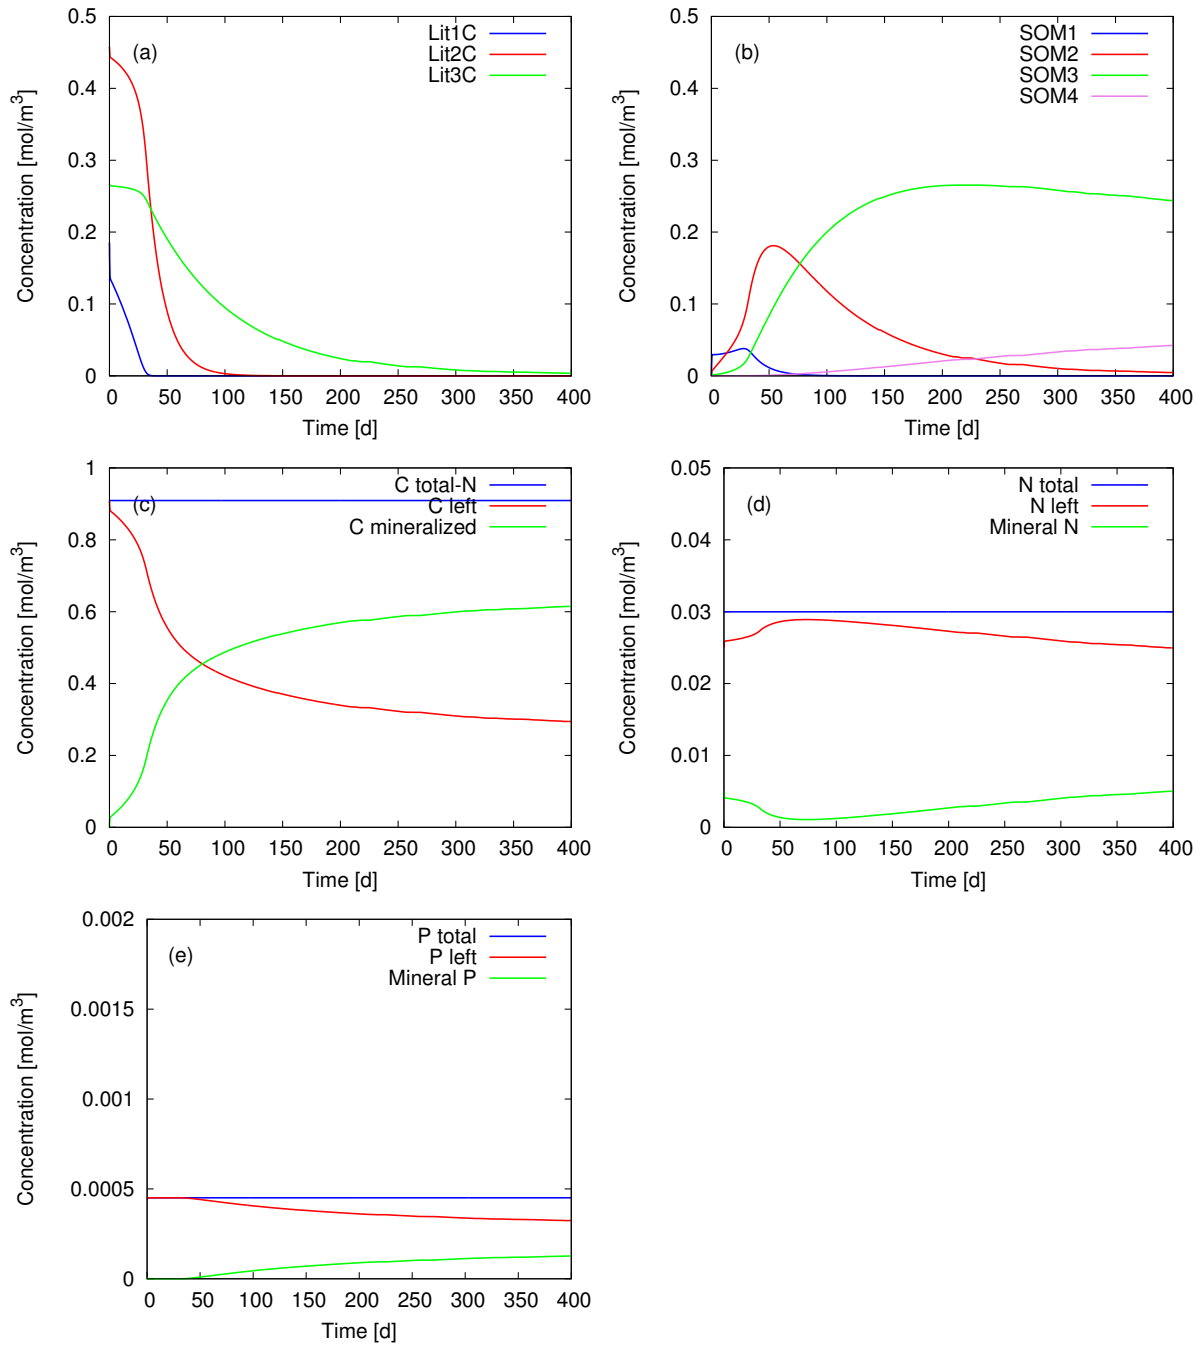 (a)
Lit1C
Lit2C
Lit3C
0.5
0.4
0.3
0.2
0.1
0
Concentration [mol/m³]
0 50 100 150 200 250 300 350 400
Time [d]
(b)
SOM1
SOM2
SOM3
SOM4
0.5
0.4
0.3
0.2
0.1
0
Concentration [mol/m³]
0 50 100 150 200 250 300 350 400
Time [d]
(c)
C total-N
C left
C mineralized
1
0.8
0.6
0.4
0.2
0
Concentration [mol/m³]
0 50 100 150 200 250 300 350 400
Time [d]
(d)
N total
N left
Mineral N
0.05
0.04
0.03
0.02
0.01
0
Concentration [mol/m³]
0 50 100 150 200 250 300 350 400
Time [d]
(e)
P total
P left
Mineral P
0.002
0.0015
0.001
0.0005
0
Concentration [mol/m³]
0 50 100 150 200 250 300 350 400
Time [d]